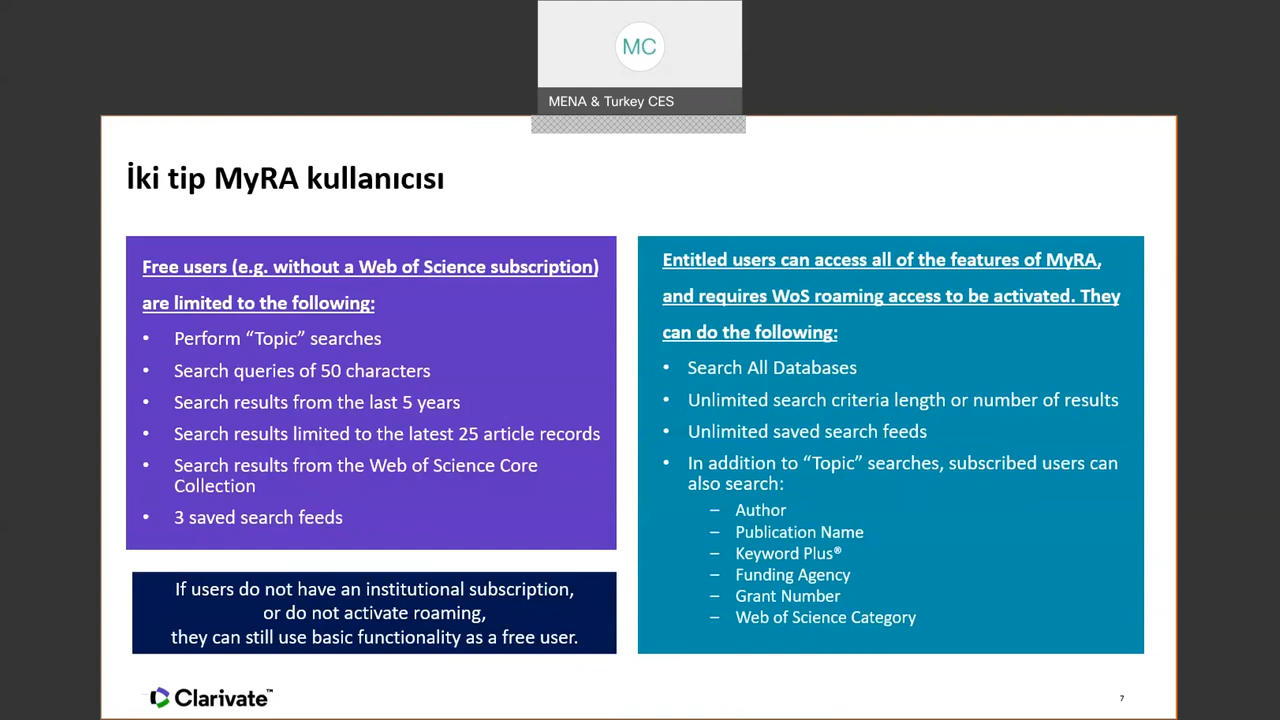 MC
MENA & Turkey CES
İki tip MyRA kullanıcısı
Free users (e.g. without a Web of Science subscription)
are limited to the following:
• Perform “Topic” searches
• Search queries of 50 characters
• Search results from the last 5 years
• Search results limited to the latest 25 article records
• Search results from the Web of Science Core
Collection
• 3 saved search feeds
If users do not have an institutional subscription,
or do not activate roaming,
they can still use basic functionality as a free user.
Entitled users can access all of the features of MyRA,
and requires WoS roaming access to be activated. They
can do the following:
• Search All Databases
• Unlimited search criteria length or number of results
• Unlimited saved search feeds
• In addition to “Topic” searches, subscribed users can
also search:
– Author
– Publication Name
– Keyword Plus®
– Funding Agency
– Grant Number
– Web of Science Category
Clarivate™
7